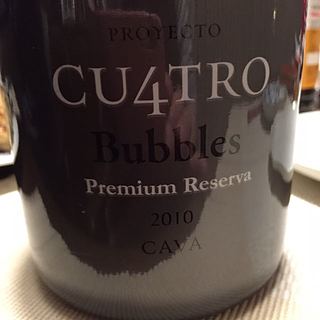 PROYECTO
CU4TRO
Bubbles
Premium Reserva
2010
CAVA